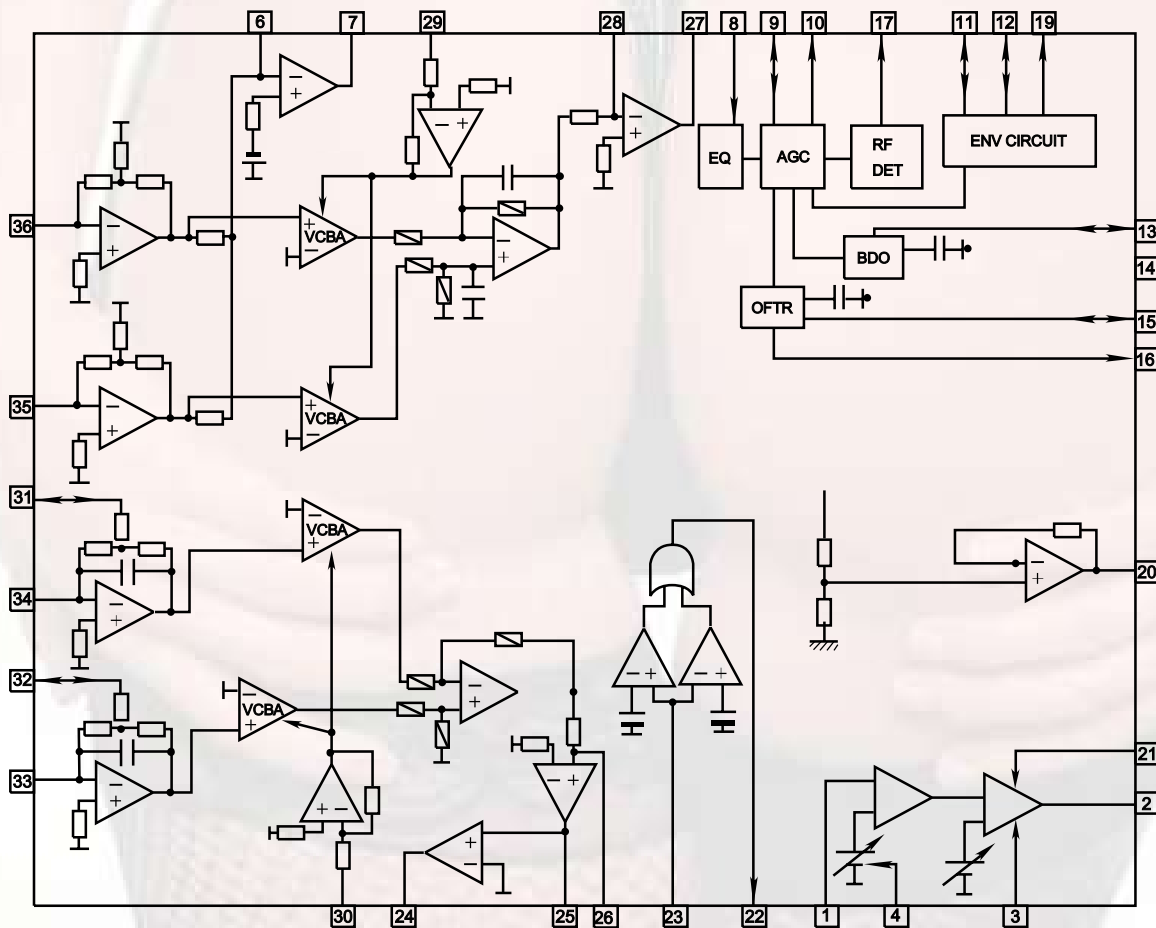 6 7 29 28 27 8 9 10 17 11 12 19
− +
− +
− +
EQ AGC RF DET ENV CIRCUIT
36 − + + VCBA − − + 13
BDO
14
OFTR
15
16
35 − + + VCBA −
31
− VCBA +
34 − + − + 20
− + − +
32
− VCBA + − +
33 − + − + 21
+ −
2
+ −
30 24 25 26 23 22 1 4 3